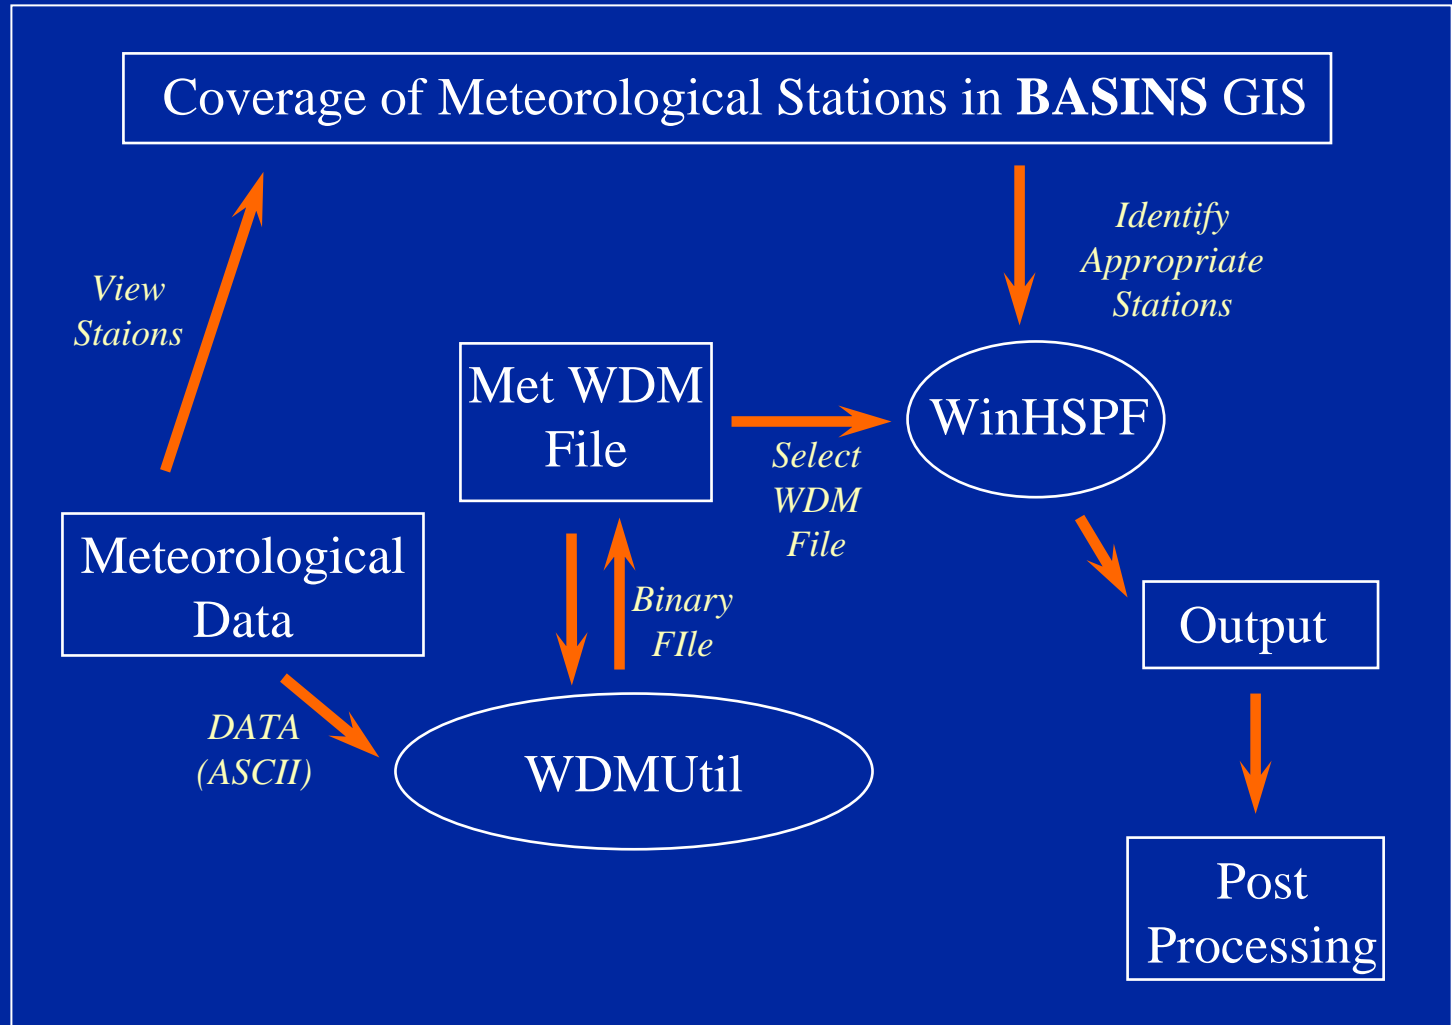 Coverage of Meteorological Stations in BASINS GIS
View
Staions
Identify
Appropriate
Stations
Met WDM
File
Select
WDM
File
WinHSPF
Meteorological
Data
Binary
FIle
Output
DATA
(ASCII)
WDMUtil
Post
Processing